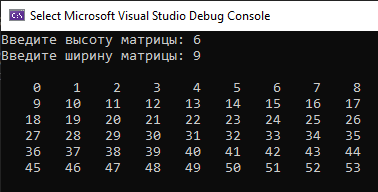 Select Microsoft Visual Studio Debug Console
Введите высоту матрицы: 6
Введите ширину матрицы: 9
0 1 2 3 4 5 6 7 8
9 10 11 12 13 14 15 16 17
18 19 20 21 22 23 24 25 26
27 28 29 30 31 32 33 34 35
36 37 38 39 40 41 42 43 44
45 46 47 48 49 50 51 52 53